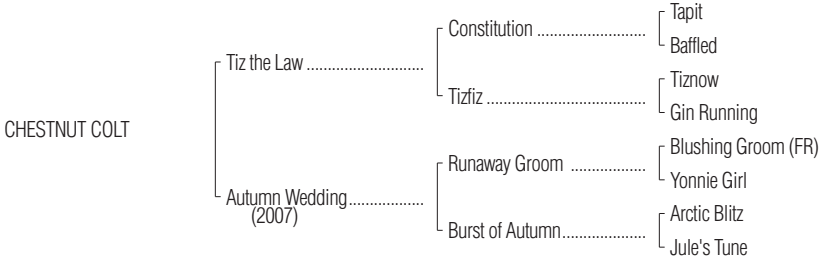 Tapit
Constitution ..........................
Baffled
Tiz the Law ............................
Tiznow
Tizfiz ......................................
Gin Running
CHESTNUT COLT
Blushing Groom (FR)
Runaway Groom ..................
Yonnie Girl
Autumn Wedding..................
(2007)
Arctic Blitz
Burst of Autumn....................
Jule's Tune